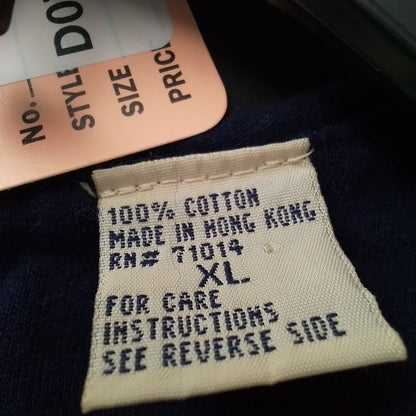 No.
STYLE DO
SIZE
PRICE
100% COTTON
MADE IN HONG KONG
RN# 71014
XL
FOR CARE
INSTRUCTIONS
SEE REVERSE SIDE